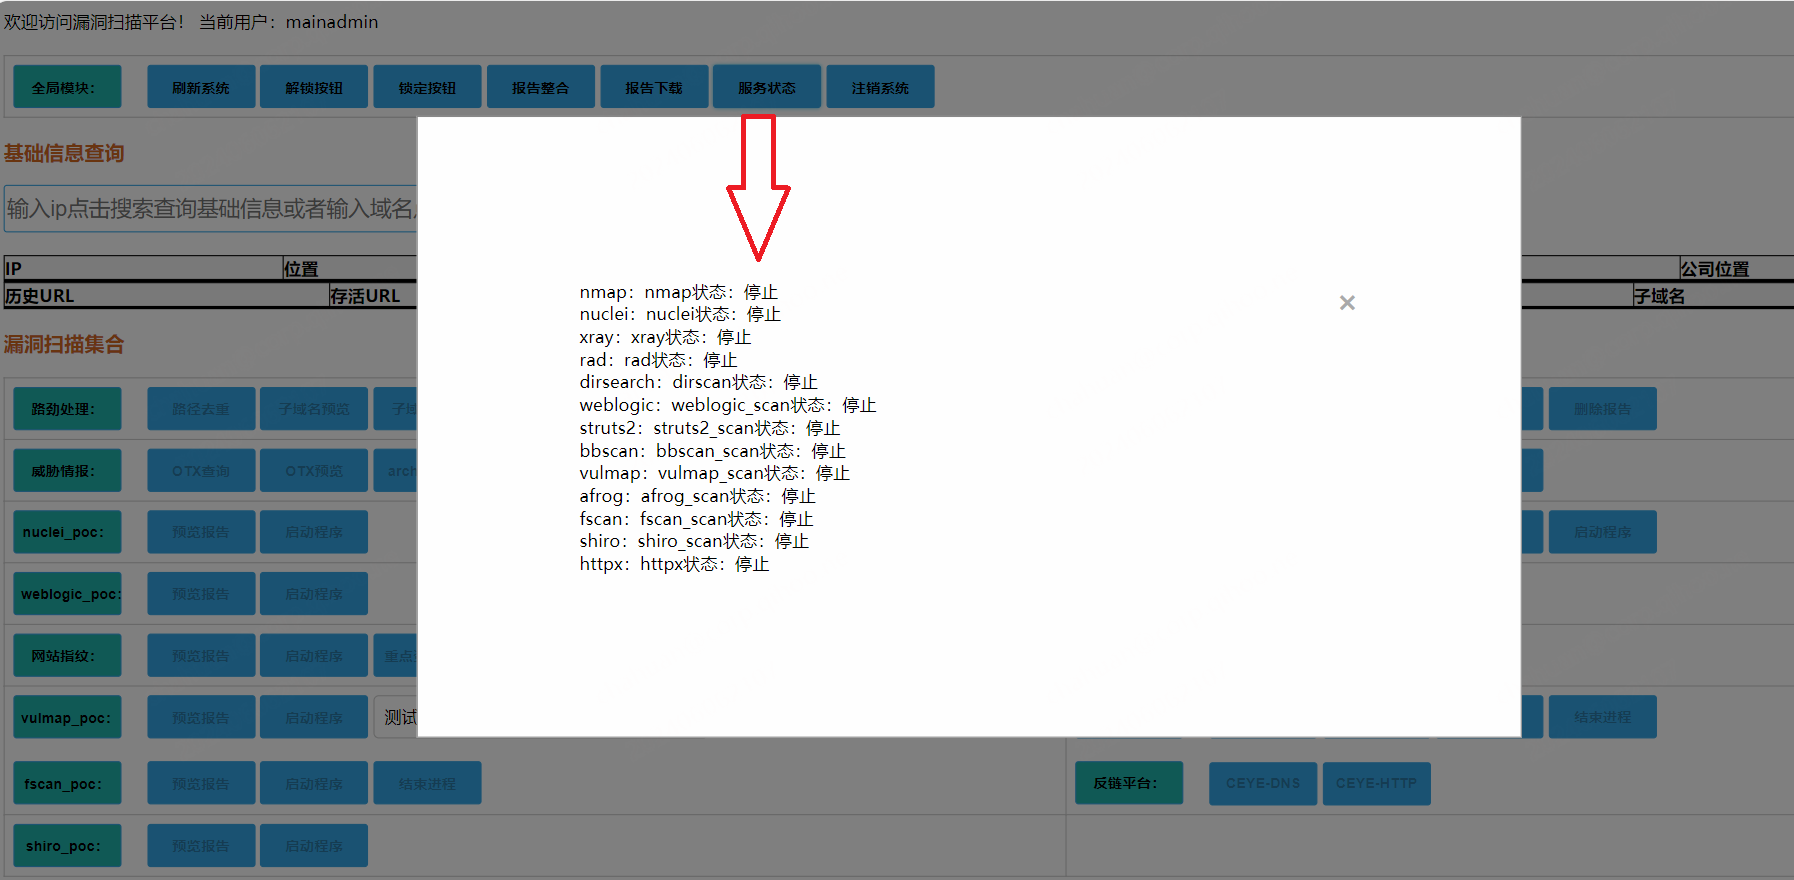 欢迎访问漏洞扫描平台！ 当前用户：mainadmin
全局模块： 刷新系统 解锁按钮 锁定按钮 报告整合 报告下载 服务状态 注销系统
基础信息查询
输入ip点击搜索查询基础信息或者输入域名
IP 位置 公司位置
历史URL 存活URL 子域名
nmap：nmap状态：停止
nuclei：nuclei状态：停止
xray：xray状态：停止
rad：rad状态：停止
dirsearch：dirscan状态：停止
weblogic：weblogic_scan状态：停止
struts2：struts2_scan状态：停止
bbscan：bbscan_scan状态：停止
vulmap：vulmap_scan状态：停止
afrog：afrog_scan状态：停止
fscan：fscan_scan状态：停止
shiro：shiro_scan状态：停止
httpx：httpx状态：停止
×
漏洞扫描集合
路劲处理： 路径去重 子域名预览 子域 删除报告
威胁情报： OTX查询 OTX预览 arch
nuclei_poc： 预览报告 启动程序 启动程序
weblogic_poc： 预览报告 启动程序
网站指纹： 预览报告 启动程序 重点
vulmap_poc： 预览报告 启动程序 测试 结束进程
fscan_poc： 预览报告 启动程序 结束进程 反链平台： CEYE-DNS CEYE-HTTP
shiro_poc： 预览报告 启动程序